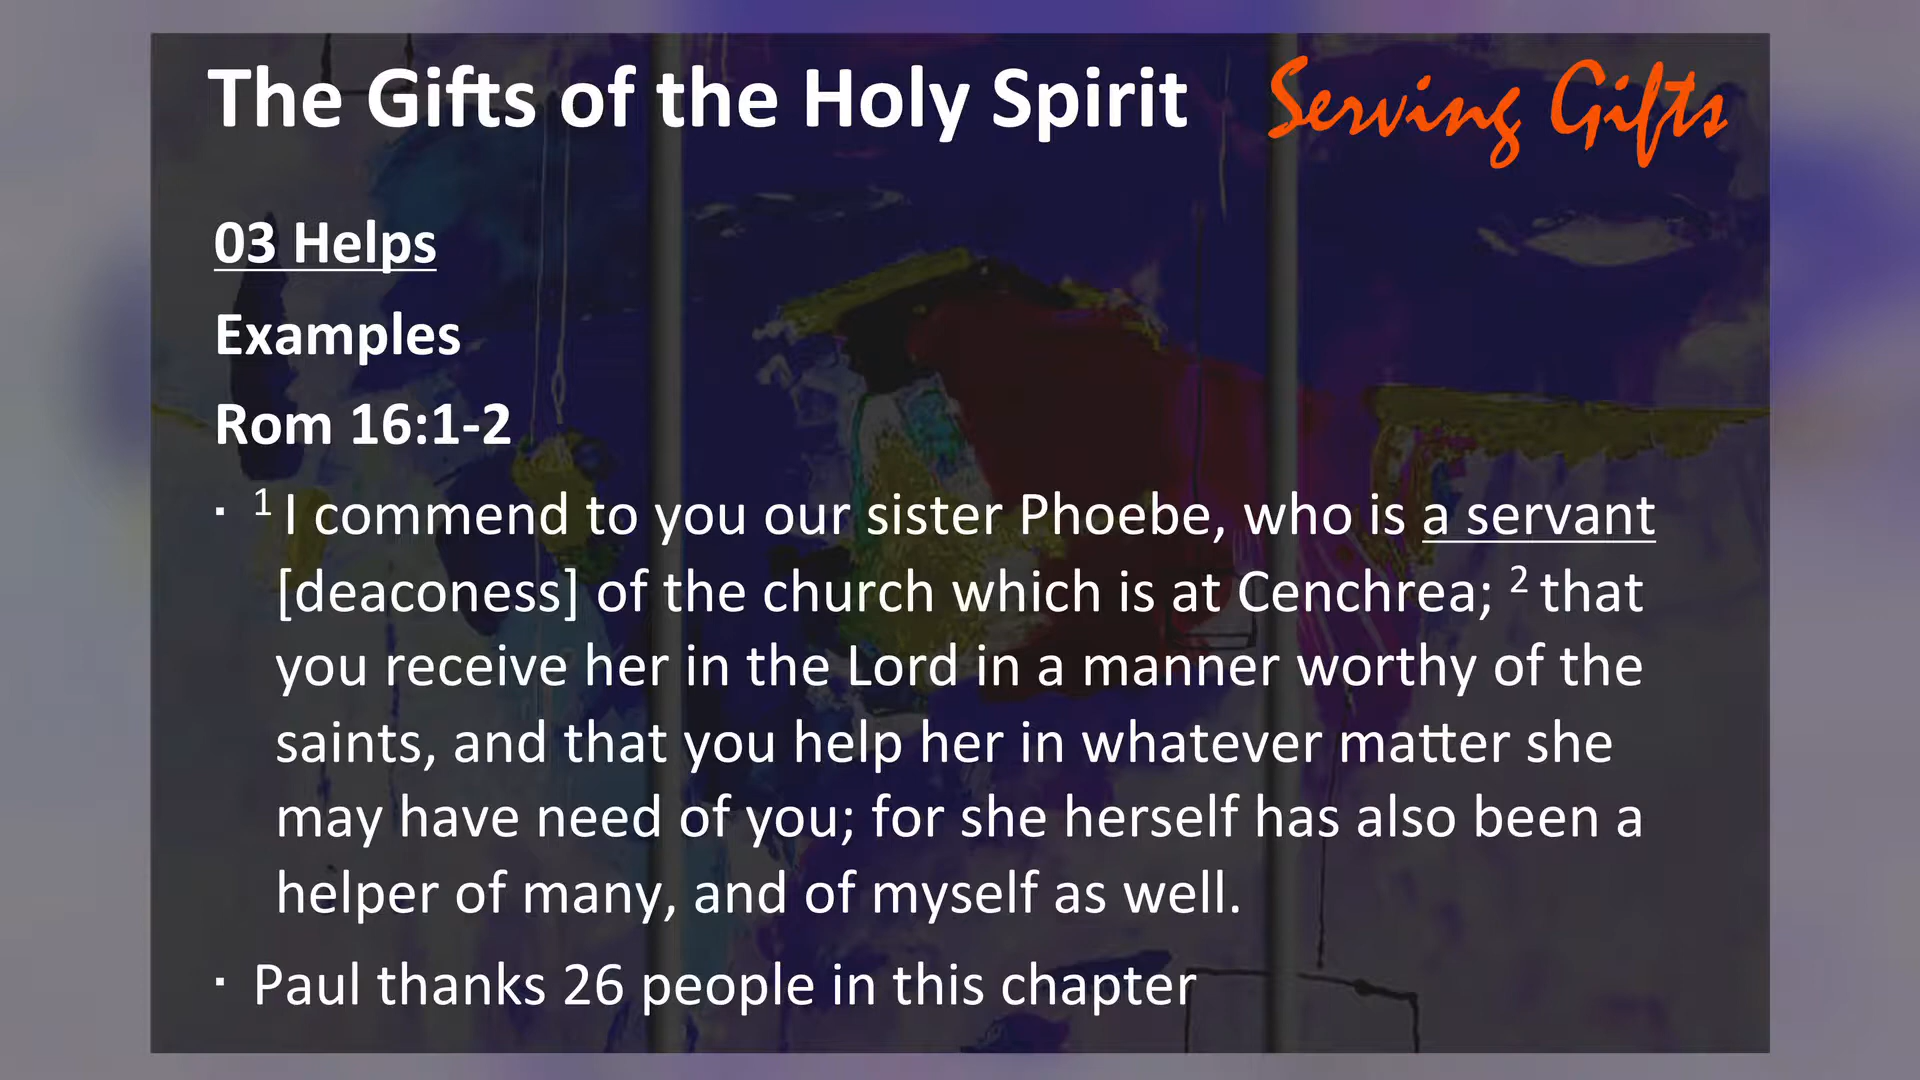 The Gifts of the Holy Spirit Serving Gifts
03 Helps
Examples
Rom 16:1-2
▪ 1 I commend to you our sister Phoebe, who is a servant
[deaconess] of the church which is at Cenchrea; 2 that
you receive her in the Lord in a manner worthy of the
saints, and that you help her in whatever matter she
may have need of you; for she herself has also been a
helper of many, and of myself as well.
▪ Paul thanks 26 people in this chapter